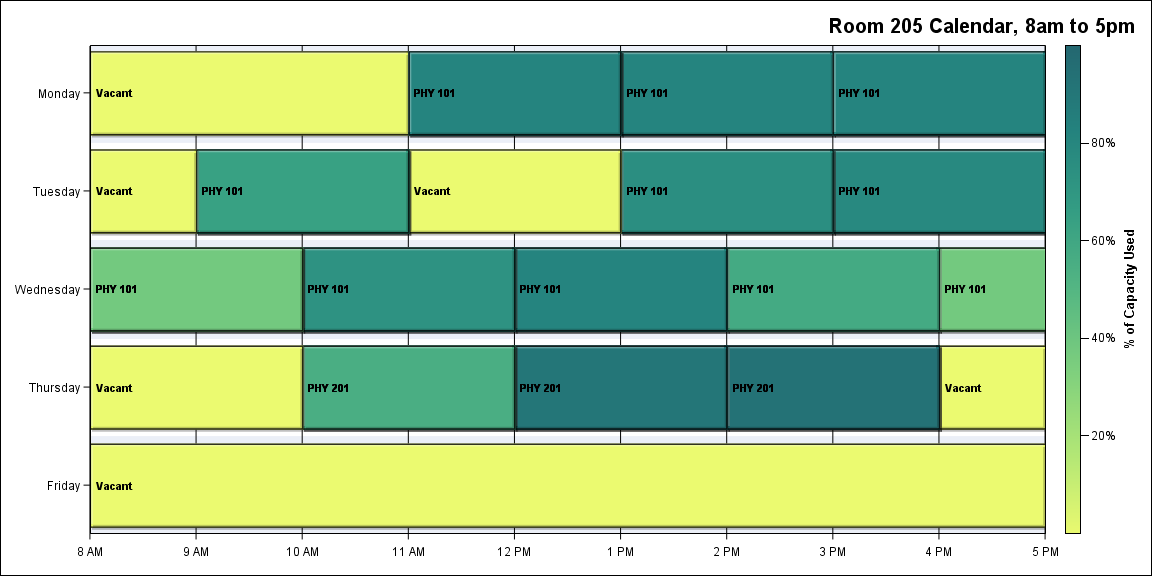 Room 205 Calendar, 8am to 5pm
Monday
Vacant
PHY 101
PHY 101
PHY 101
Tuesday
Vacant
PHY 101
Vacant
PHY 101
PHY 101
Wednesday
PHY 101
PHY 101
PHY 101
PHY 101
PHY 101
Thursday
Vacant
PHY 201
PHY 201
PHY 201
Vacant
Friday
Vacant
8 AM
9 AM
10 AM
11 AM
12 PM
1 PM
2 PM
3 PM
4 PM
5 PM
80%
60%
40%
20%
% of Capacity Used